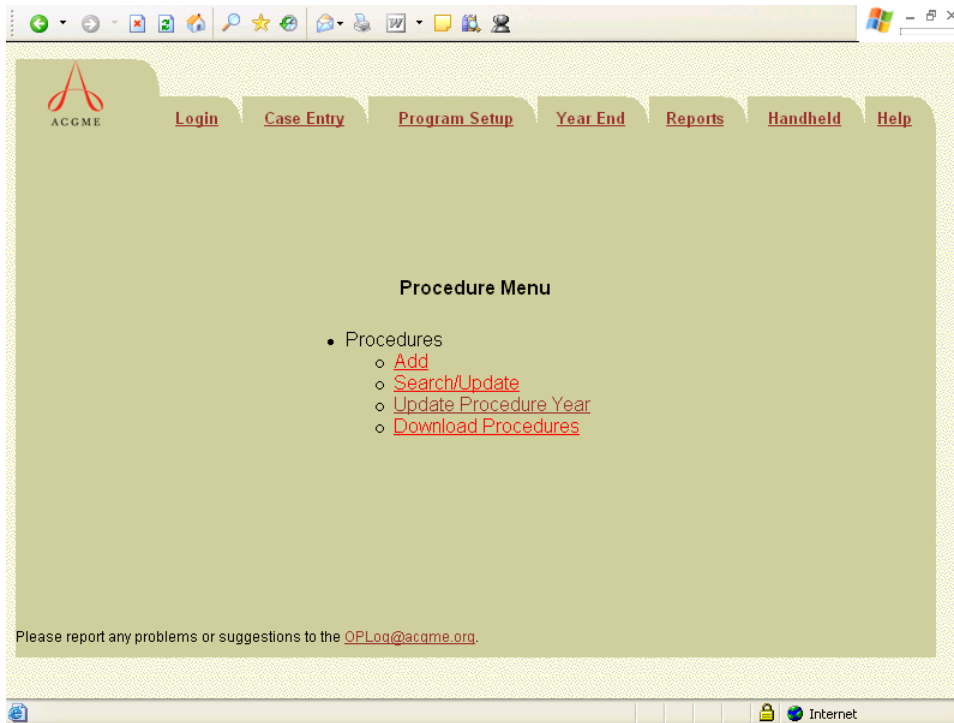 ACGME
Login Case Entry Program Setup Year End Reports Handheld Help
Procedure Menu
Procedures
Add
Search/Update
Update Procedure Year
Download Procedures
Please report any problems or suggestions to the OPLog@acgme.org.
Internet